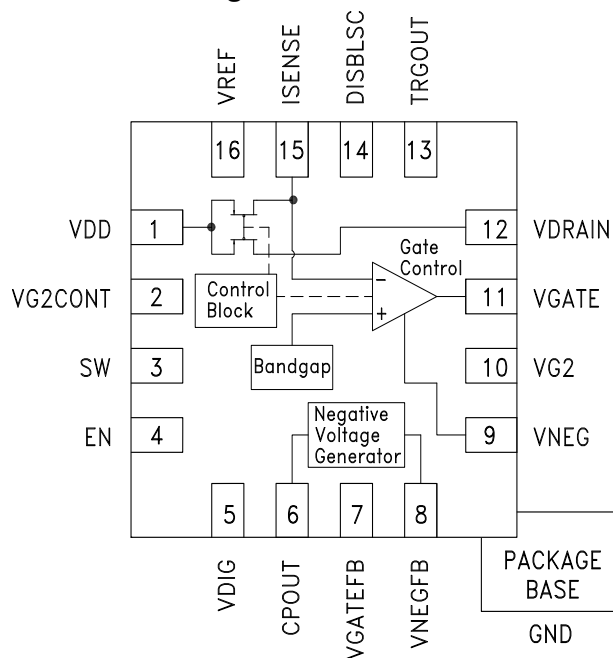 VREF
ISENSE
DISBLSC
TRGOUT
16
15
14
13
VDD
1
12
VDRAIN
Gate
Control
VG2CONT
2
Control
Block
−
+
11
VGATE
SW
3
Bandgap
10
VG2
EN
4
Negative
Voltage
Generator
9
VNEG
5
6
7
8
VDIG
CPOUT
VGATEFB
VNEGFB
PACKAGE
BASE
GND